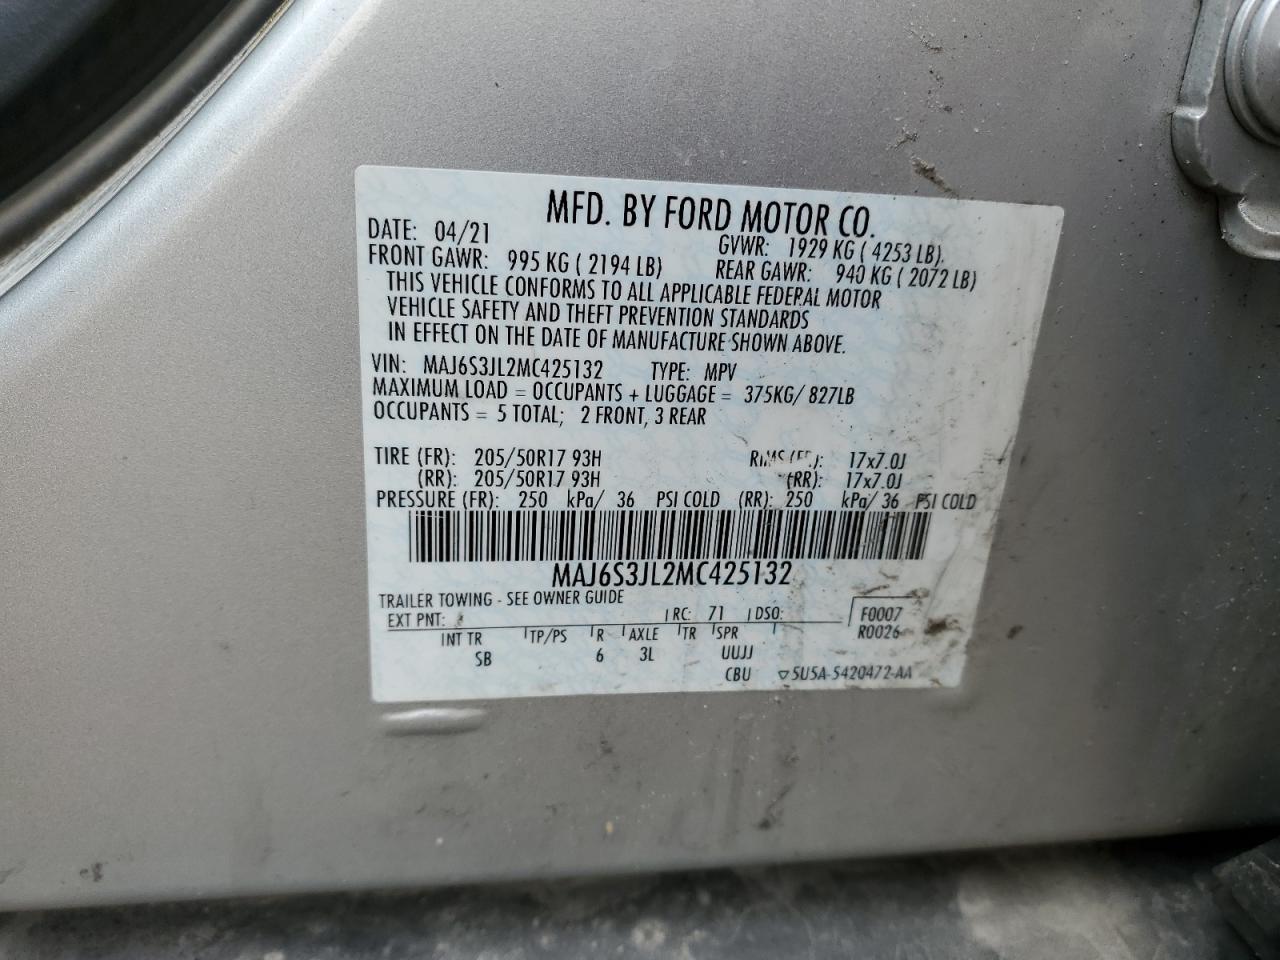 MFD. BY FORD MOTOR CO.
DATE: 04/21 GVWR: 1929 KG ( 4253 LB).
FRONT GAWR: 995 KG ( 2194 LB) REAR GAWR: 940 KG ( 2072 LB)
THIS VEHICLE CONFORMS TO ALL APPLICABLE FEDERAL MOTOR
VEHICLE SAFETY AND THEFT PREVENTION STANDARDS
IN EFFECT ON THE DATE OF MANUFACTURE SHOWN ABOVE.
VIN: MAJ6S3JL2MC425132 TYPE: MPV
MAXIMUM LOAD = OCCUPANTS + LUGGAGE = 375KG/ 827LB
OCCUPANTS = 5 TOTAL; 2 FRONT, 3 REAR
TIRE (FR): 205/50R17 93H RIMS (FR): 17x7.0J
(RR): 205/50R17 93H (RR): 17x7.0J
PRESSURE (FR): 250 kPa/ 36 PSI COLD (RR): 250 kPa/ 36 PSI COLD
MAJ6S3JL2MC425132
TRAILER TOWING - SEE OWNER GUIDE
EXT PNT: RC: 71 DSO: F0007
R0026
INT TR TP/PS R AXLE TR SPR
SB 6 3L UUJJ
CBU ▽5U5A-5420472-AA